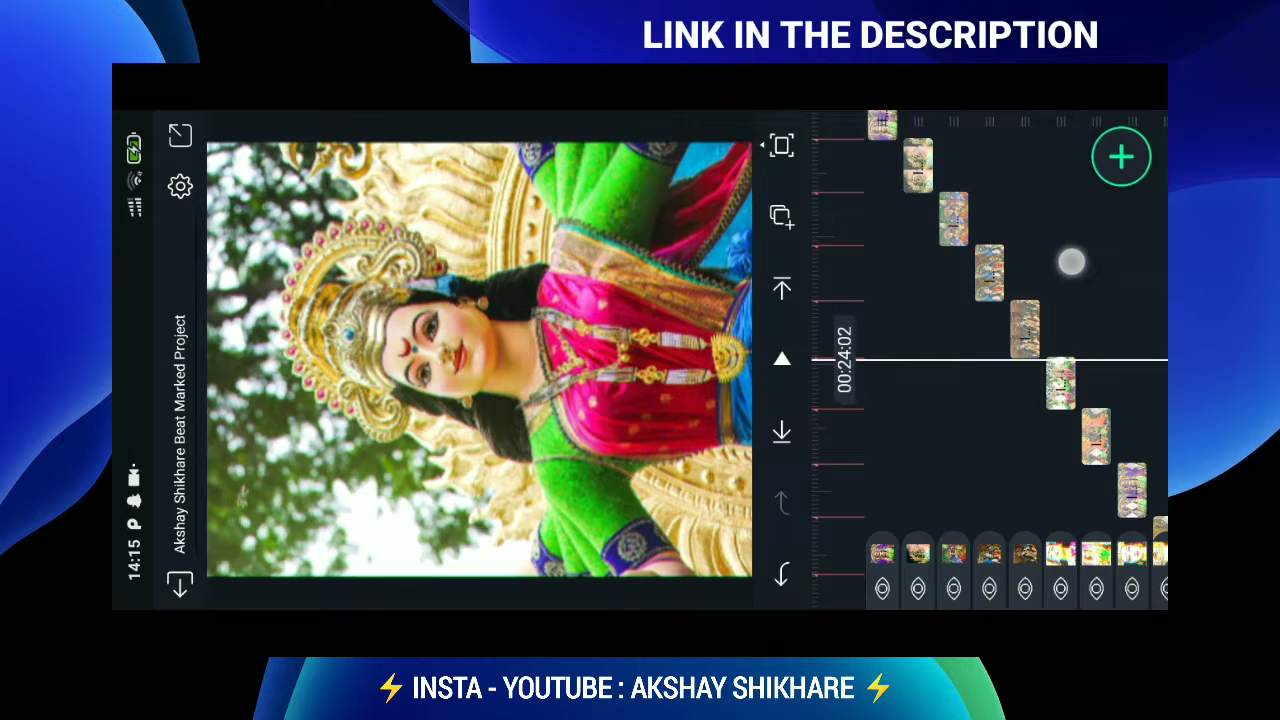 LINK IN THE DESCRIPTION
14:15
Akshay Shikhare Beat Marked Project
00:24:02
⚡ INSTA - YOUTUBE : AKSHAY SHIKHARE ⚡